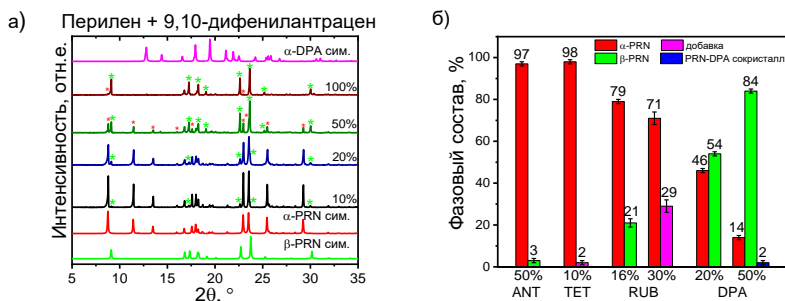 а)
Перилен + 9,10-дифенилантрацен
Интенсивность, отн.е.
α-DPA сим.
100%
50%
20%
10%
α-PRN сим.
β-PRN сим.
5 10 15 20 25 30 35
2θ, °
б)
Фазовый состав, %
100
80
60
40
20
0
α-PRN
β-PRN
добавка
PRN-DPA сокристалл
97 3
98 2
79 21
71 29
46 54
14 84 2
50% 10% 16% 30% 20% 50%
ANT TET RUB DPA